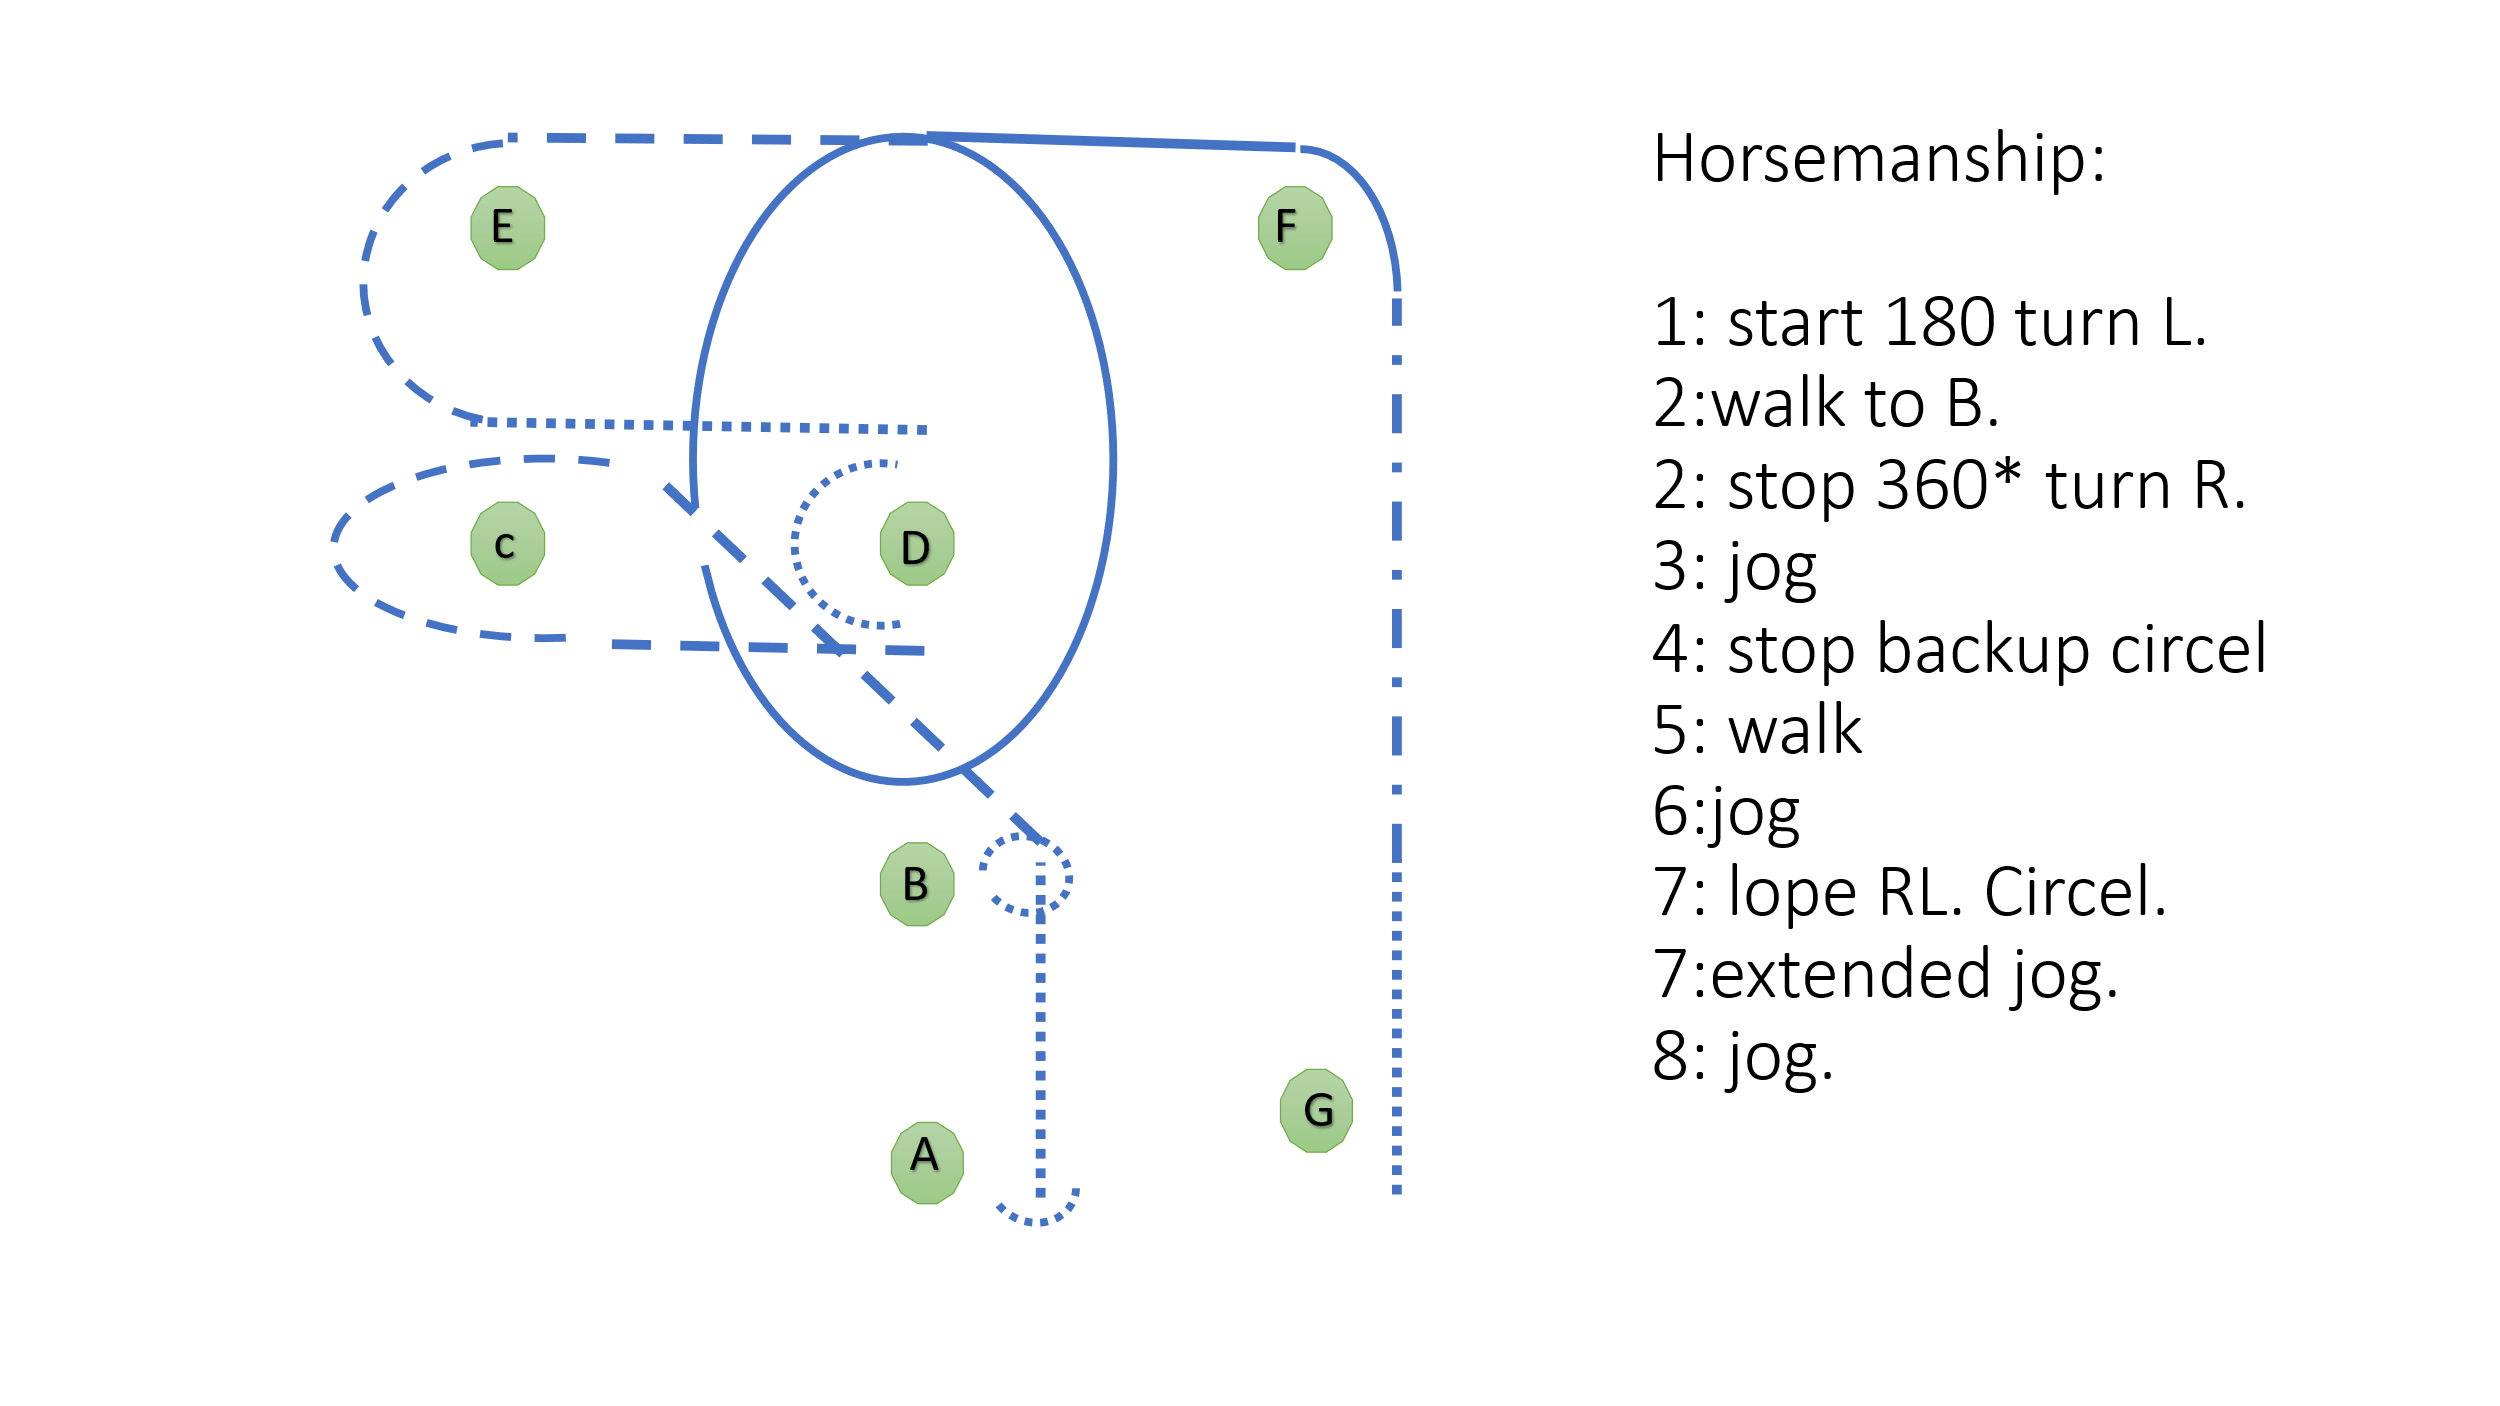 Horsemanship:
1: start 180 turn L.
2:walk to B.
2: stop 360* turn R.
3: jog
4: stop backup circel
5: walk
6:jog
7: lope RL. Circel.
7:extended jog.
8: jog.
E
F
c
D
B
G
A